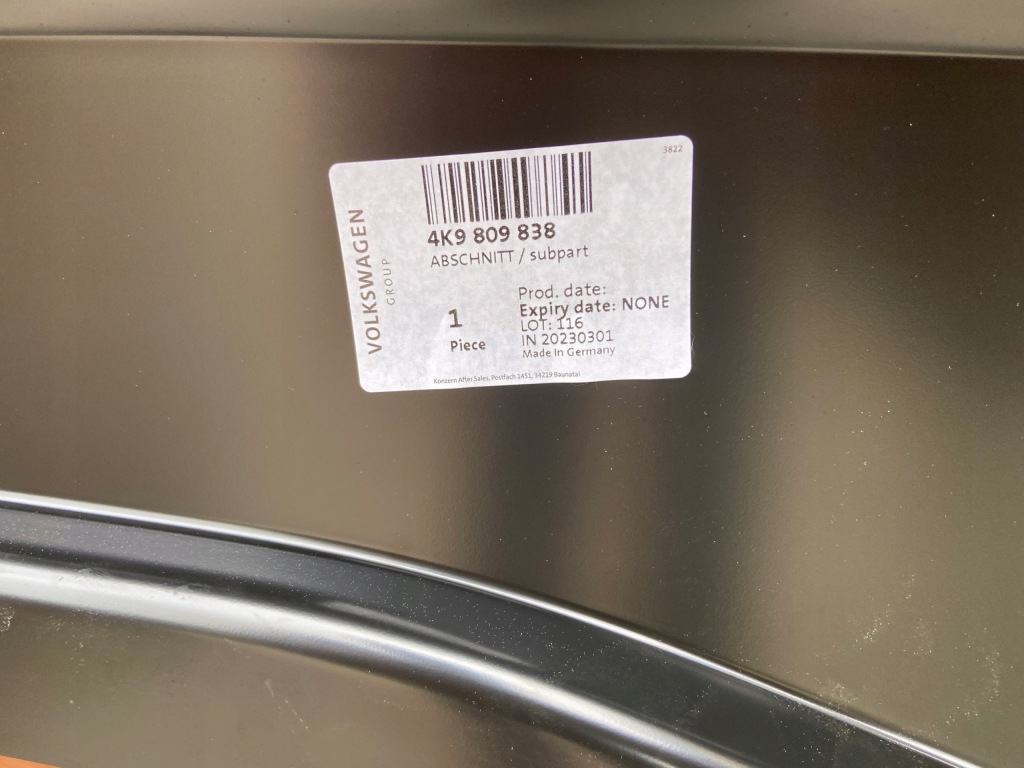 3822
VOLKSWAGEN
GROUP
4K9 809 838
ABSCHNITT / subpart
1
Piece
Prod. date:
Expiry date: NONE
LOT: 116
IN 20230301
Made In Germany
Konzern After Sales, Postfach 1451, 34219 Baunatal